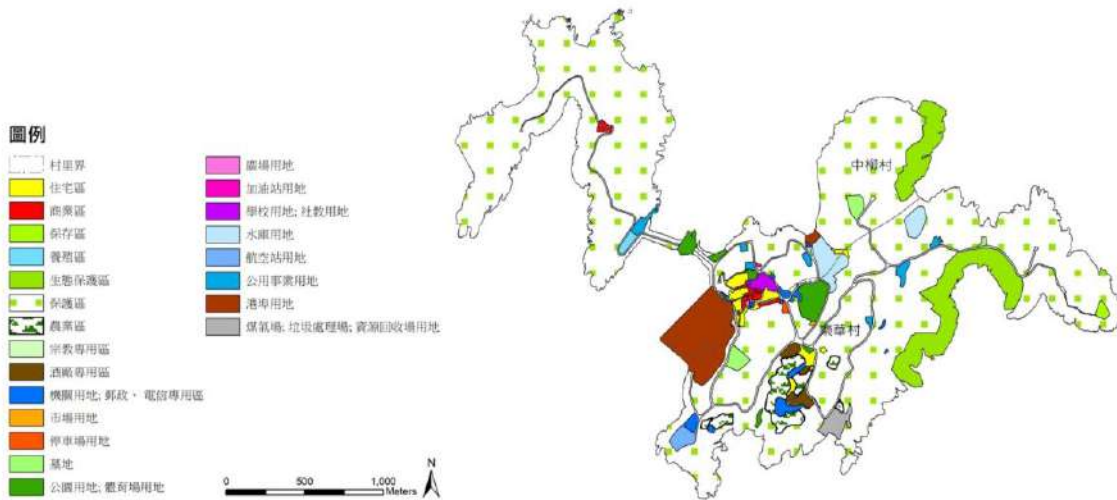 圖例
村里界
住宅區
商業區
保存區
養殖區
生態保護區
保護區
農業區
宗教專用區
酒廠專用區
機關用地; 郵政、電信專用區
市場用地
停車場用地
墓地
公園用地; 體育場用地
廣場用地
加油站用地
學校用地; 社教用地
水庫用地
航空站用地
公用事業用地
港埠用地
煤氣場; 垃圾處理場; 資源回收場用地
0 500 1,000
Meters
N
中柳村
樂華村